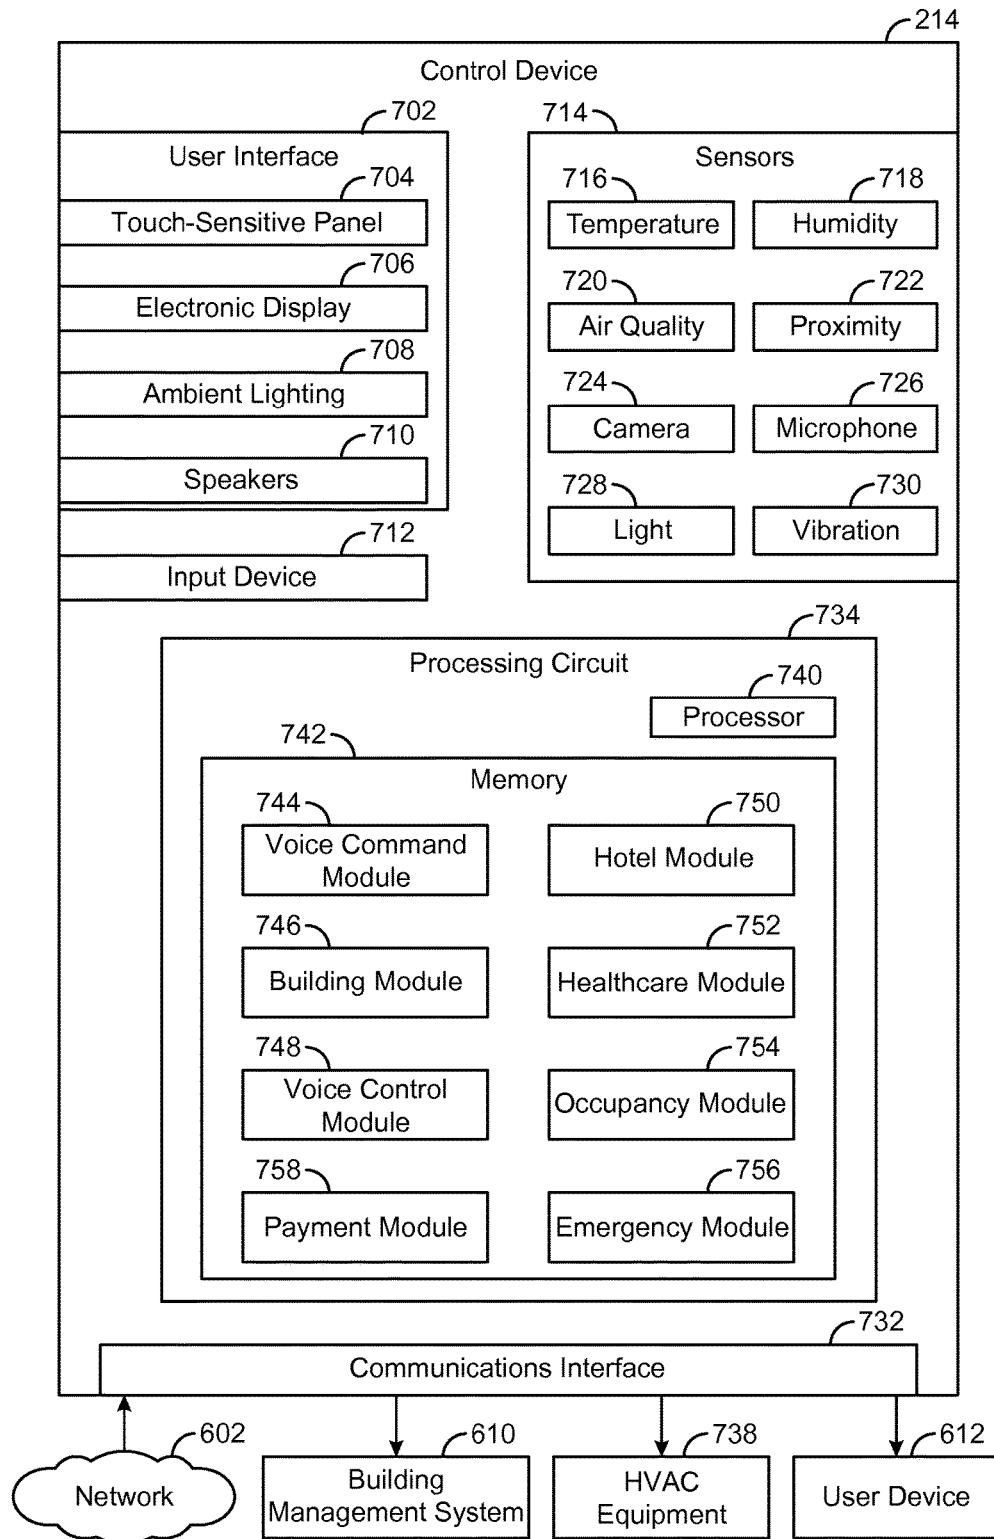 214
Control Device
702
User Interface
704
Touch-Sensitive Panel
706
Electronic Display
708
Ambient Lighting
710
Speakers
712
Input Device
714
Sensors
716
718
Temperature
Humidity
720
722
Air Quality
Proximity
724
726
Camera
Microphone
728
730
Light
Vibration
734
Processing Circuit
740
Processor
742
Memory
744
750
Voice Command
Module
Hotel Module
746
752
Building Module
Healthcare Module
748
754
Voice Control
Module
Occupancy Module
758
756
Payment Module
Emergency Module
732
Communications Interface
602
Network
610
Building
Management System
738
HVAC
Equipment
612
User Device